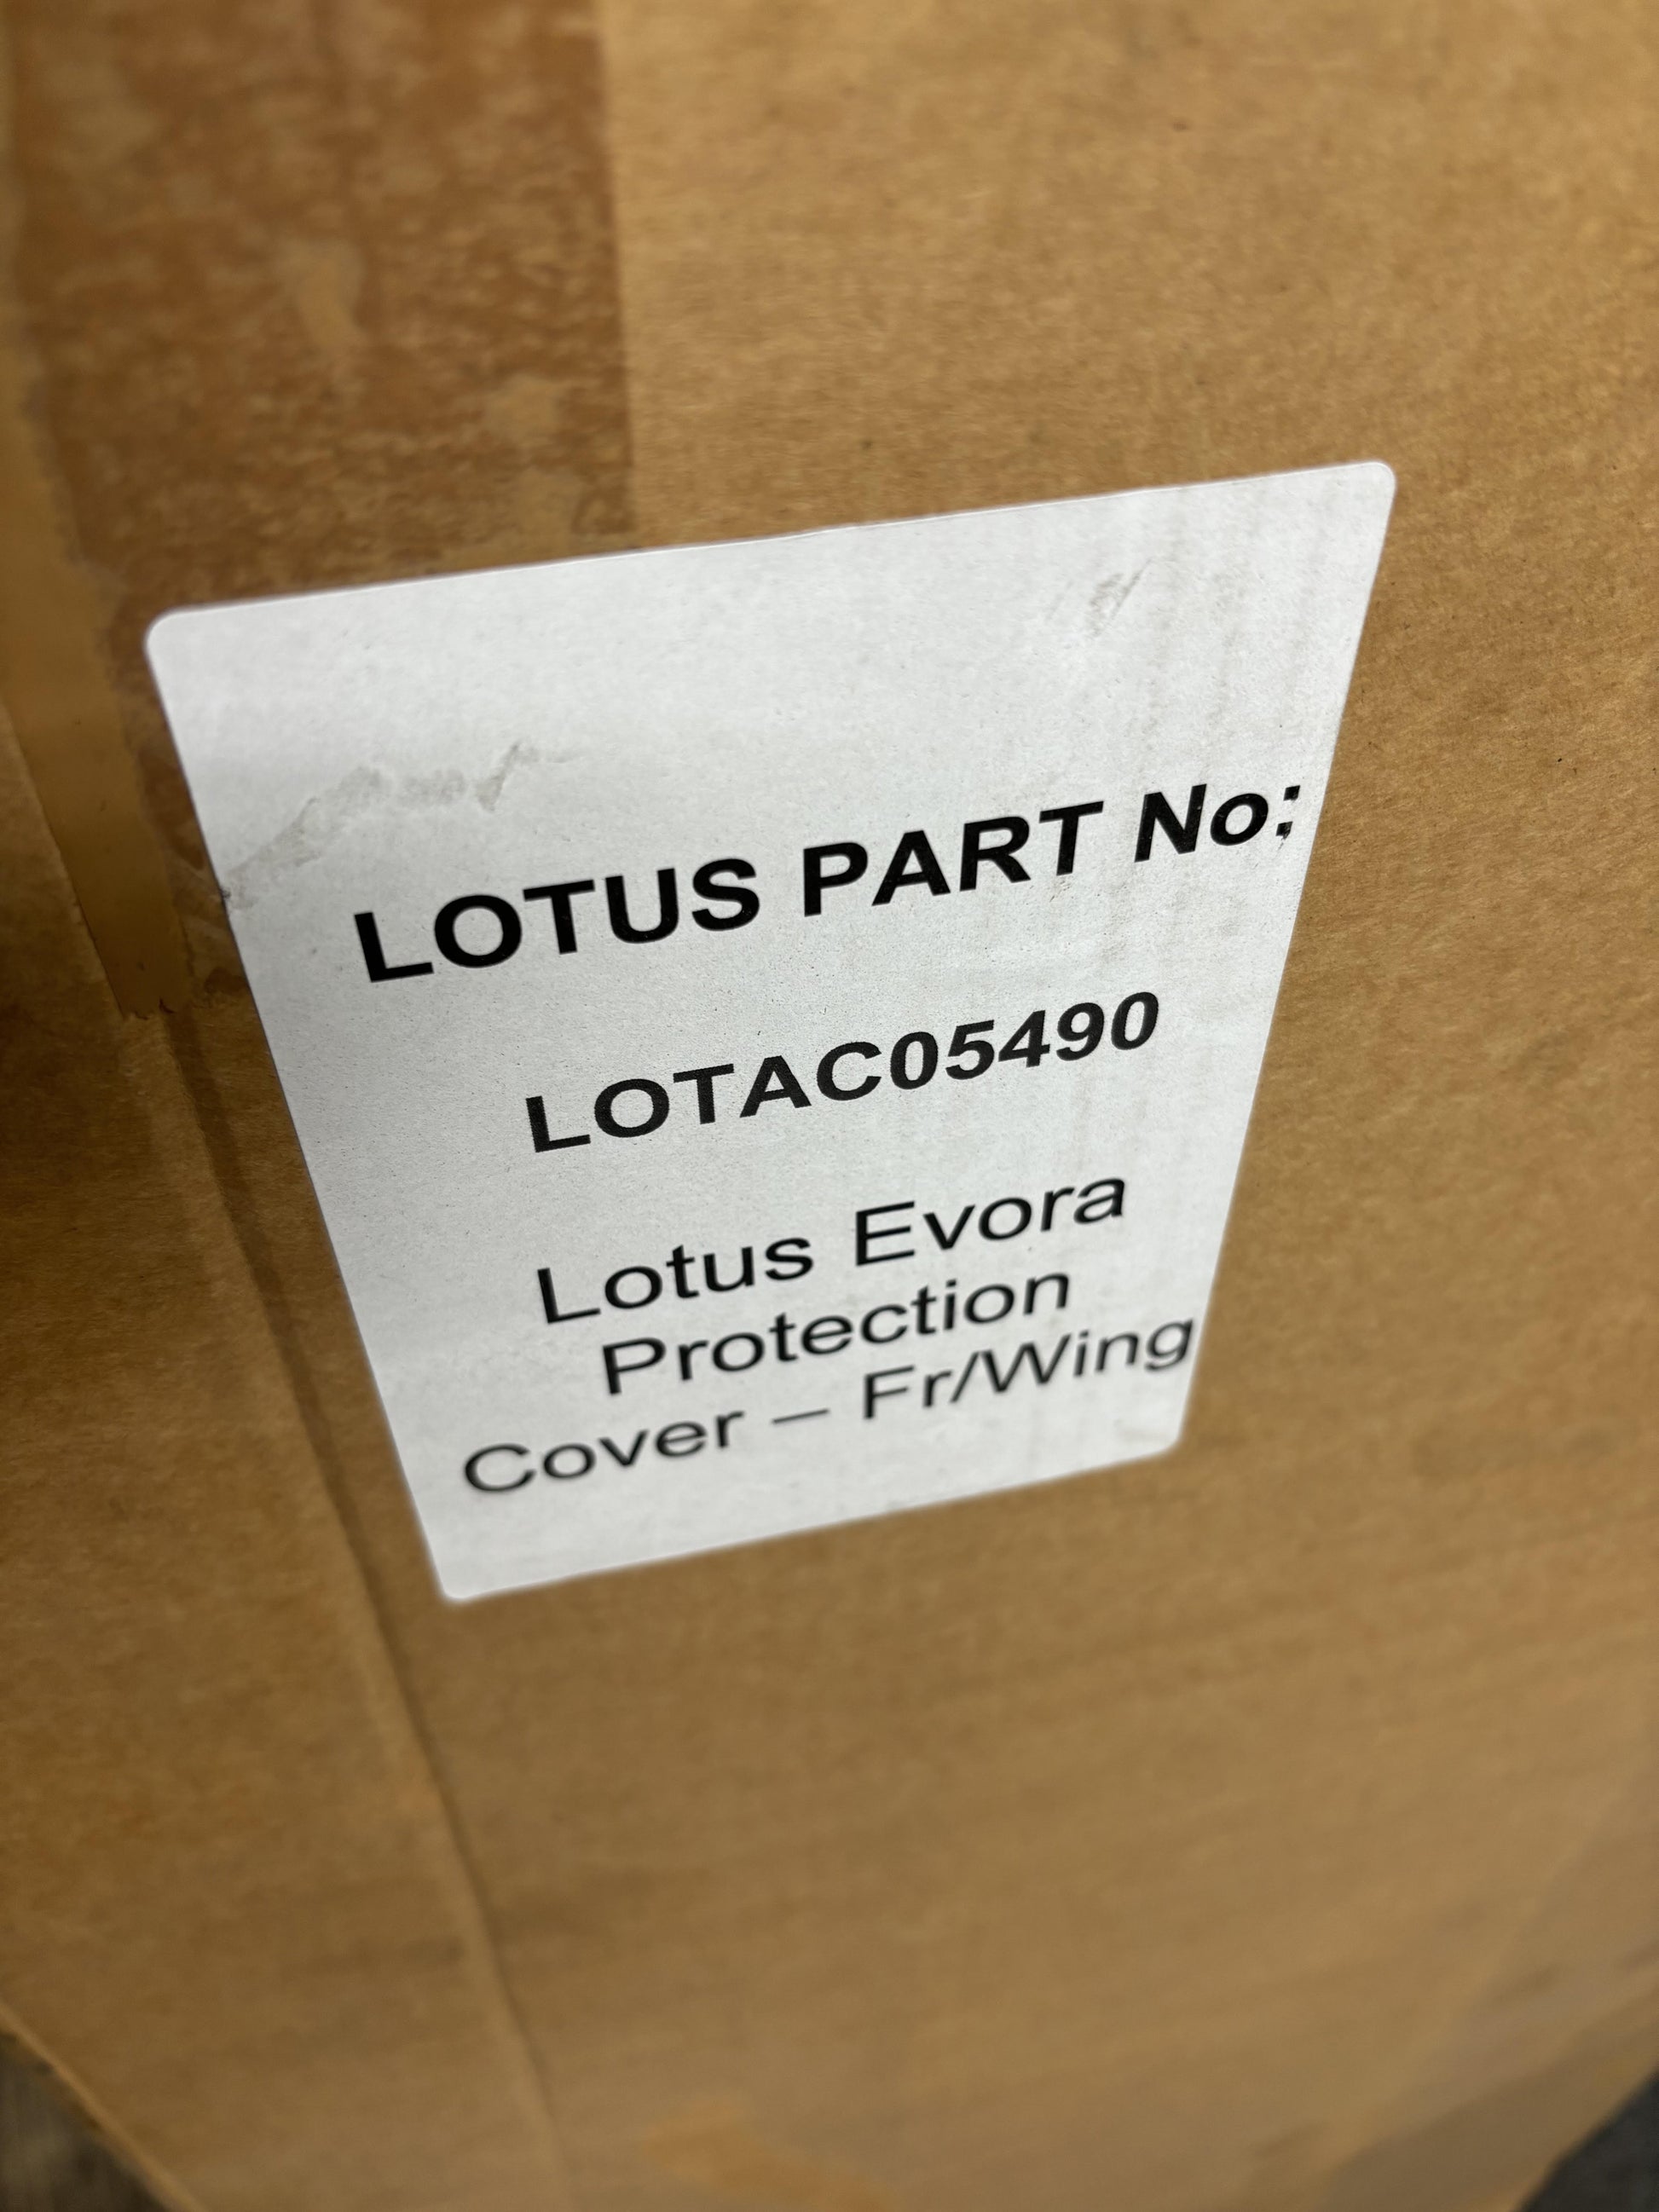 LOTUS PART No:
LOTAC05490
Lotus Evora
Protection
Cover – Fr/Wing